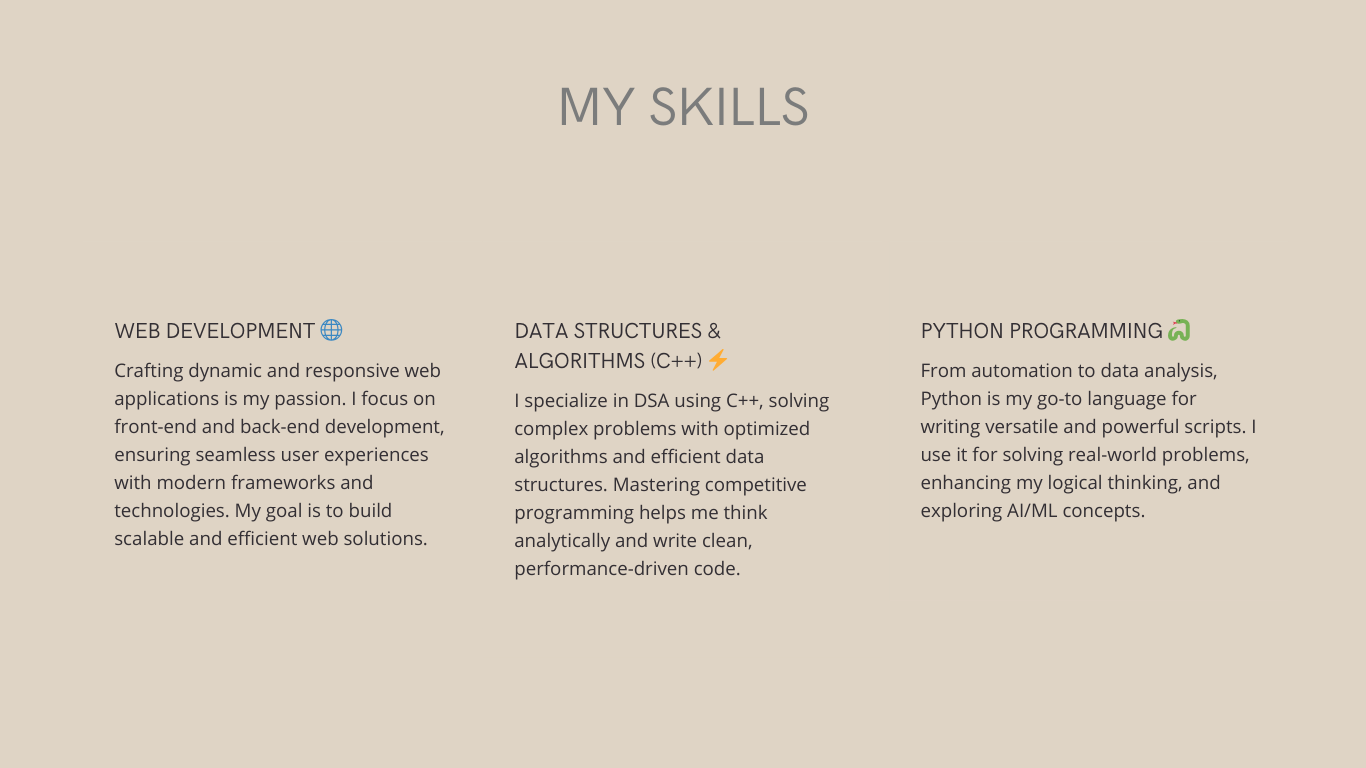 MY SKILLS
WEB DEVELOPMENT 🌐
Crafting dynamic and responsive web
applications is my passion. I focus on
front-end and back-end development,
ensuring seamless user experiences
with modern frameworks and
technologies. My goal is to build
scalable and efficient web solutions.
DATA STRUCTURES &
ALGORITHMS (C++) ⚡
I specialize in DSA using C++, solving
complex problems with optimized
algorithms and efficient data
structures. Mastering competitive
programming helps me think
analytically and write clean,
performance-driven code.
PYTHON PROGRAMMING 🐍
From automation to data analysis,
Python is my go-to language for
writing versatile and powerful scripts. I
use it for solving real-world problems,
enhancing my logical thinking, and
exploring AI/ML concepts.